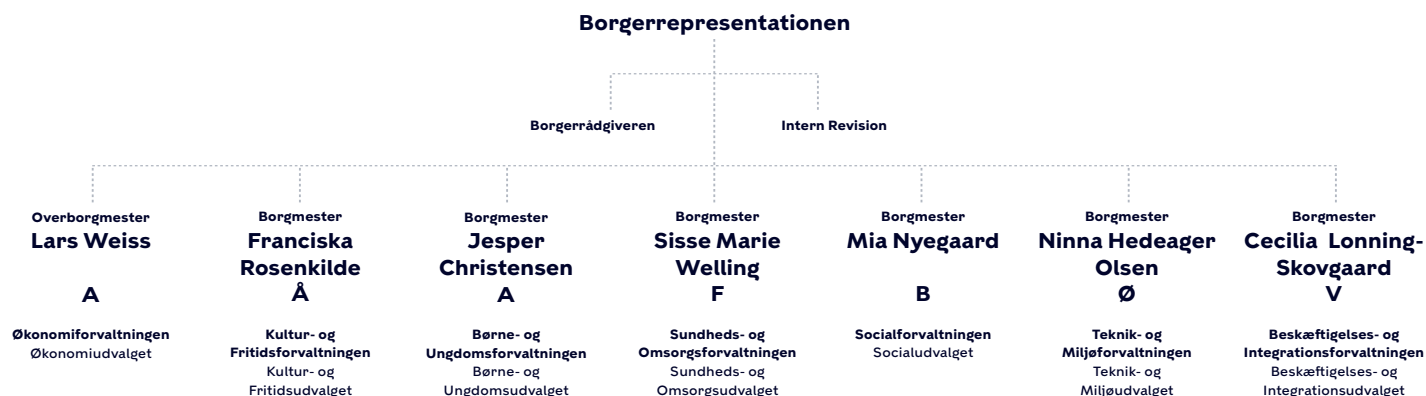 Borgerrepresentationen
Borgerrådgiveren
Intern Revision
Overborgmester
Lars Weiss
A
Økonomiforvaltningen
Økonomiudvalget
Borgmester
Franciska
Rosenkilde
Å
Kultur- og
Fritidsforvaltningen
Kultur- og
Fritidsudvalget
Borgmester
Jesper
Christensen
A
Børne- og
Ungdomsforvaltningen
Børne- og
Ungdomsudvalget
Borgmester
Sisse Marie
Welling
F
Sundheds- og
Omsorgsforvaltningen
Sundheds- og
Omsorgsudvalget
Borgmester
Mia Nyegaard
B
Socialforvaltningen
Socialudvalget
Borgmester
Ninna Hedeager
Olsen
Ø
Teknik- og
Miljøforvaltningen
Teknik- og
Miljøudvalget
Borgmester
Cecilia Lonning-
Skovgaard
V
Beskæftigelses- og
Integrationsforvaltningen
Beskæftigelses- og
Integrationsudvalget